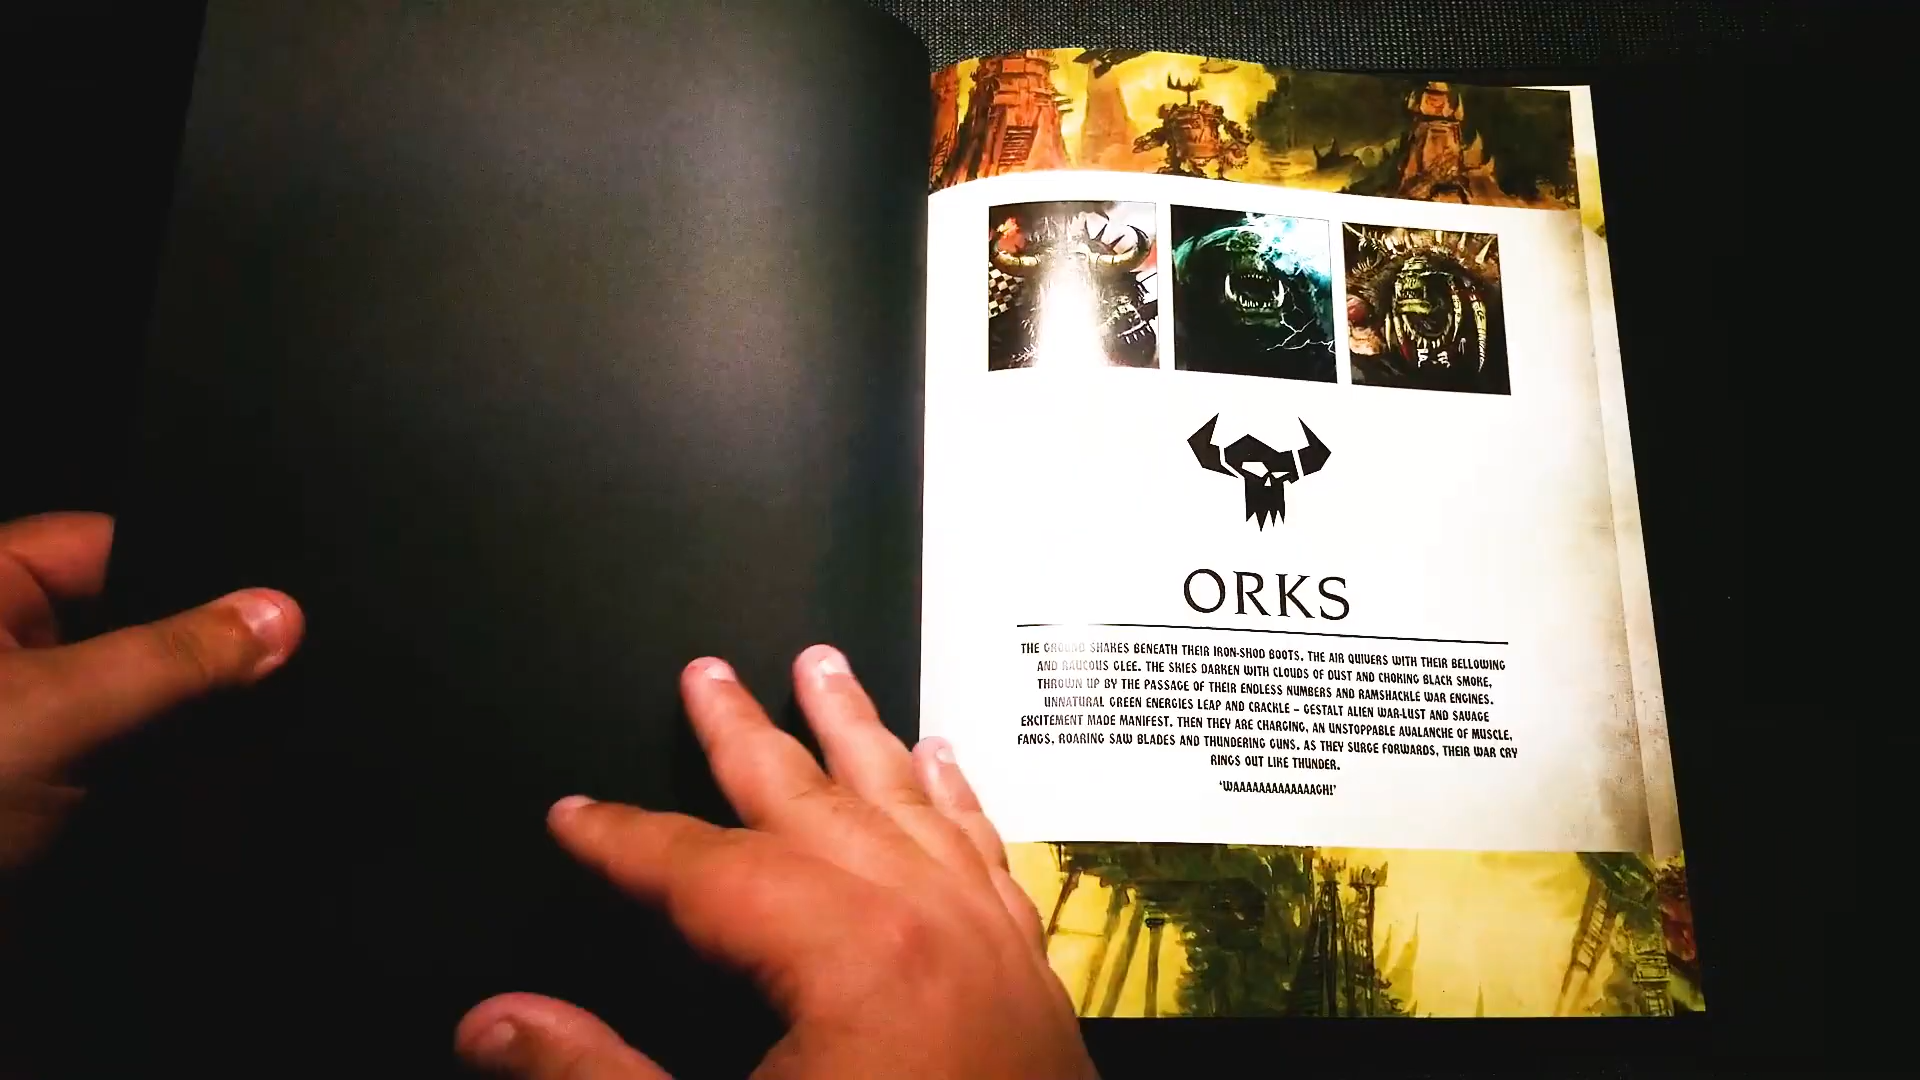 ORKS
THE GROUND SHAKES BENEATH THEIR IRON-SHOD BOOTS. THE AIR QUIVERS WITH THEIR BELLOWING
AND RAUCOUS GLEE. THE SKIES DARKEN WITH CLOUDS OF DUST AND CHOKING BLACK SMOKE,
THROWN UP BY THE PASSAGE OF THEIR ENDLESS NUMBERS AND RAMSHACKLE WAR ENGINES.
UNNATURAL GREEN ENERGIES LEAP AND CRACKLE – GESTALT ALIEN WAR-LUST AND SAVAGE
EXCITEMENT MADE MANIFEST. THEN THEY ARE CHARGING, AN UNSTOPPABLE AVALANCHE OF MUSCLE,
FANGS, ROARING SAW BLADES AND THUNDERING GUNS. AS THEY SURGE FORWARDS, THEIR WAR CRY
RINGS OUT LIKE THUNDER.
‘WAAAAAAAAAAAAAGH!’